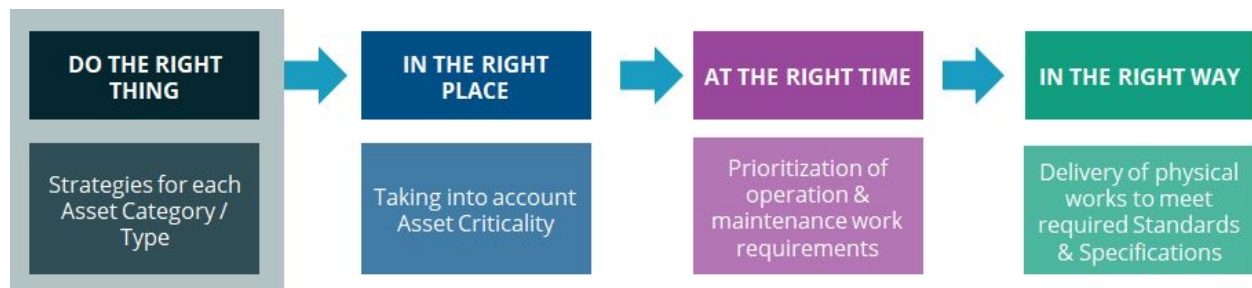 DO THE RIGHT
THING
Strategies for each
Asset Category /
Type
IN THE RIGHT
PLACE
Taking into account
Asset Criticality
AT THE RIGHT TIME
Prioritization of
operation &
maintenance work
requirements
IN THE RIGHT WAY
Delivery of physical
works to meet
required Standards
& Specifications